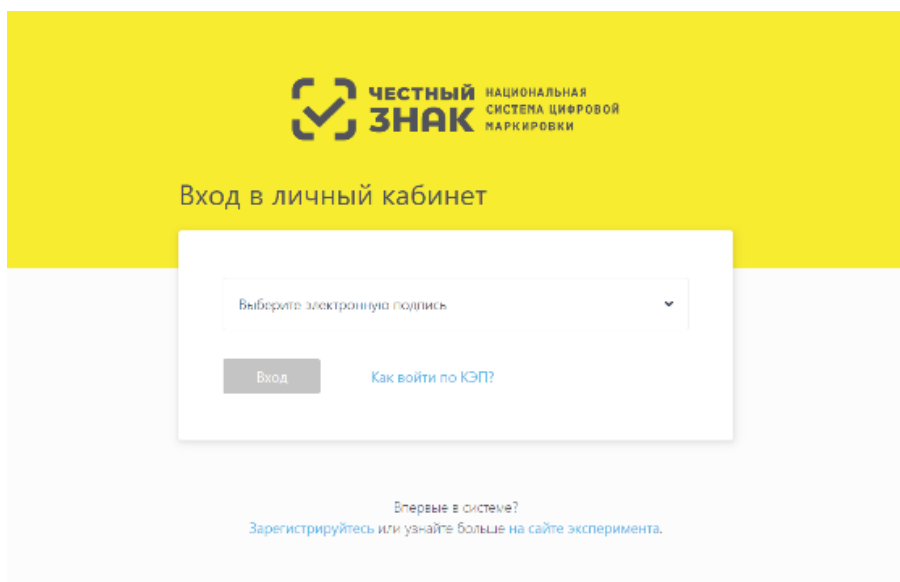 ЧЕСТНЫЙ ЗНАК
НАЦИОНАЛЬНАЯ СИСТЕМА ЦИФРОВОЙ МАРКИРОВКИ
Вход в личный кабинет
Выберите электронную подпись
Вход
Как войти по КЭП?
Впервые в системе?
Зарегистрируйтесь или узнайте больше на сайте эксперимента.